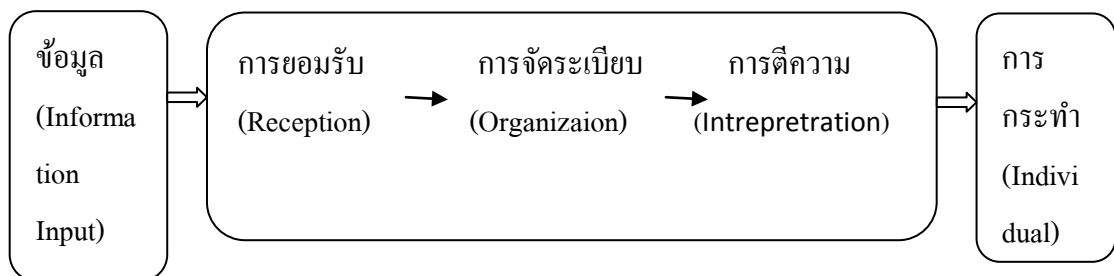 ข้อมูล
(Informa
tion
Input)
การยอมรับ
(Reception)
การจัดระเบียบ
(Organizaion)
การตีความ
(Intrepretration)
การ
กระทำ
(Indivi
dual)